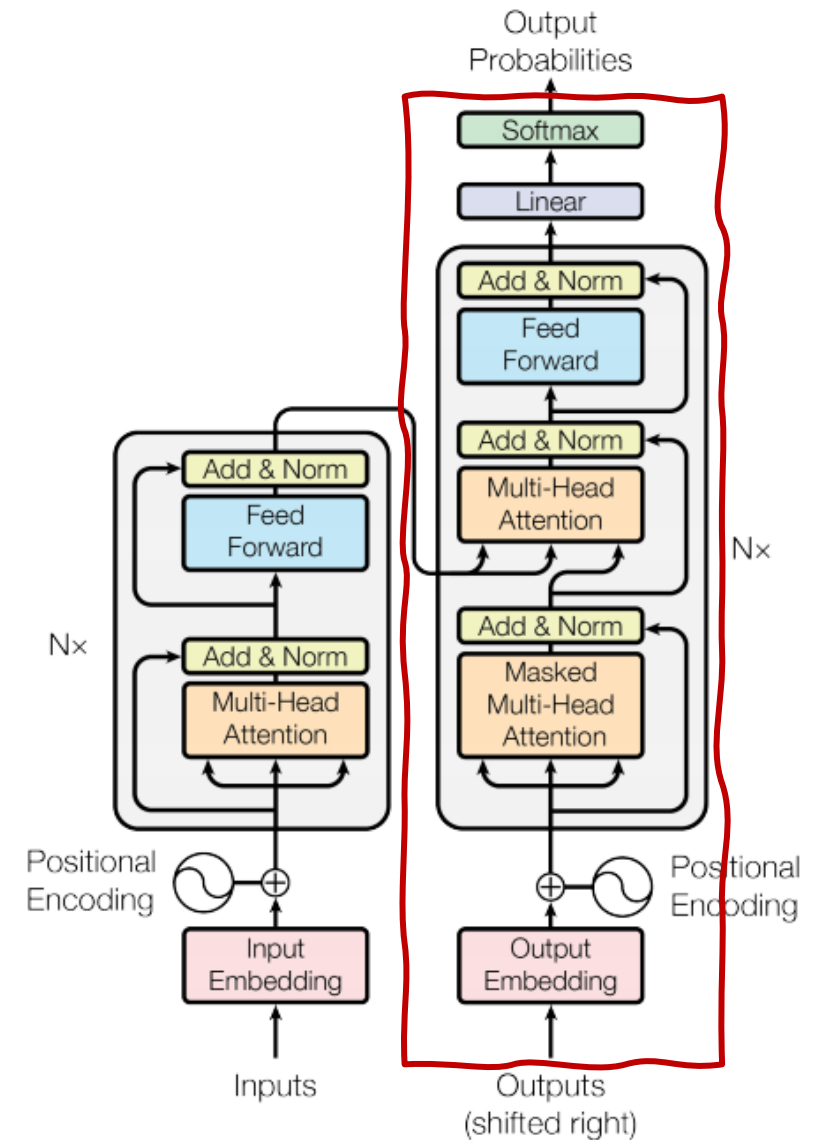 Output
Probabilities
Softmax
Linear
Add & Norm
Feed
Forward
Add & Norm
Multi-Head
Attention
N×
Add & Norm
Masked
Multi-Head
Attention
Add & Norm
Feed
Forward
N×
Add & Norm
Multi-Head
Attention
Positional
Encoding
Positional
Encoding
Input
Embedding
Output
Embedding
Inputs
Outputs
(shifted right)